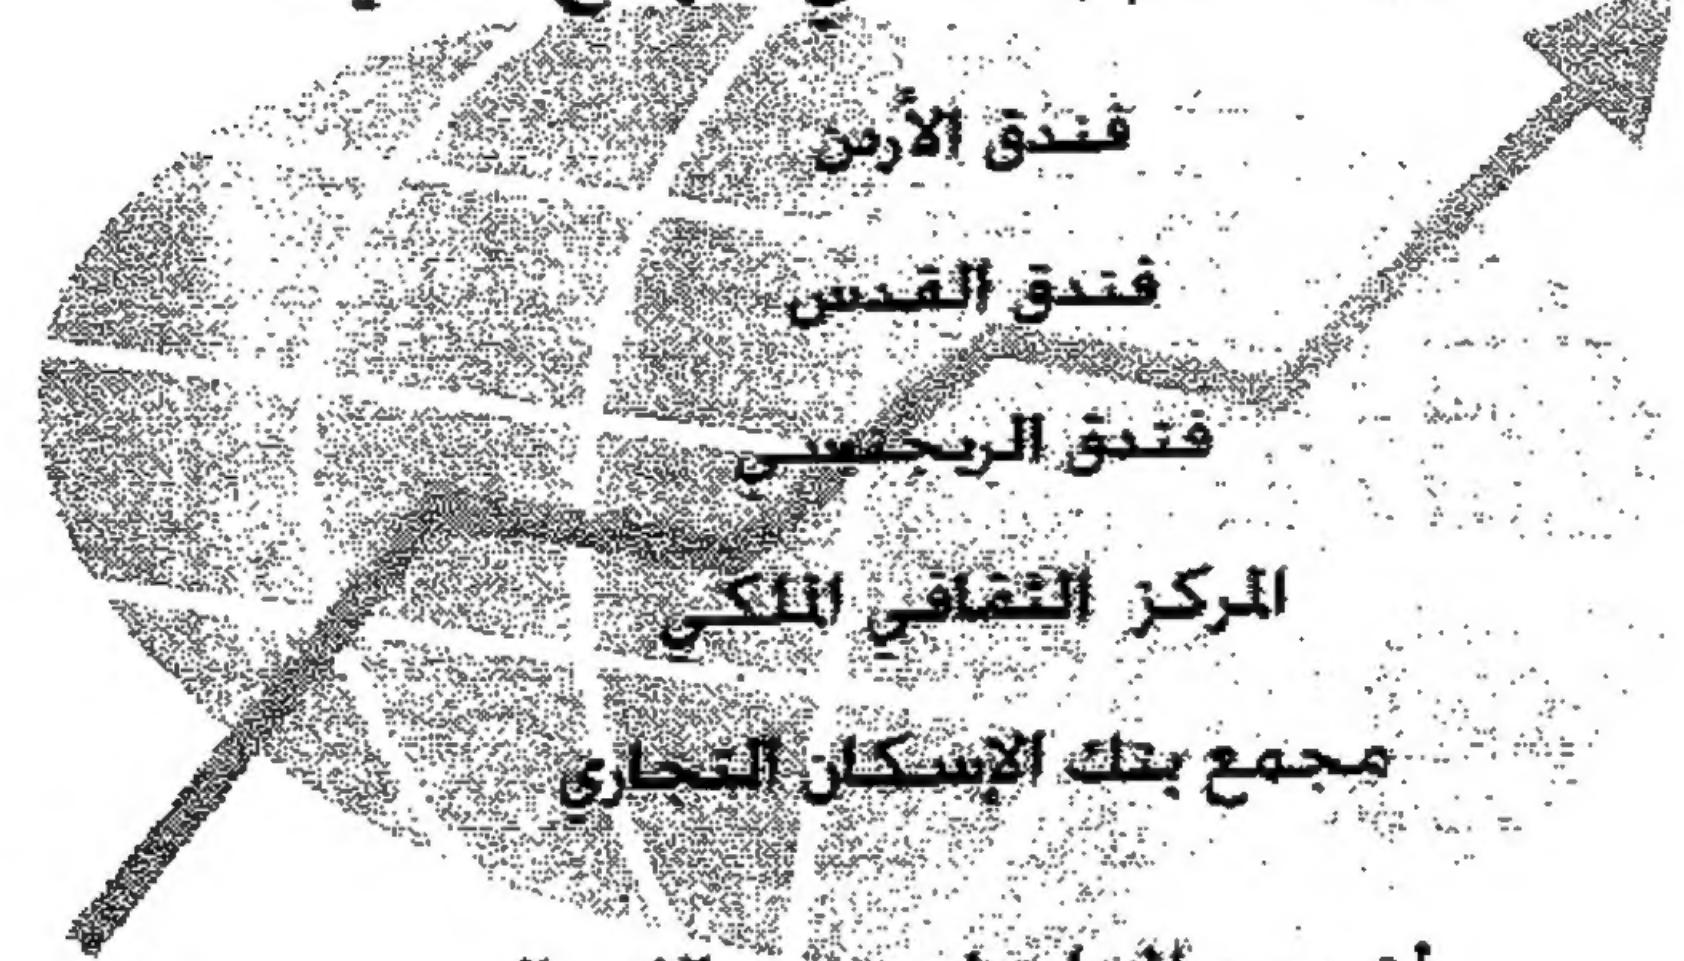 فندق الأردن
فندق القدس
فندق الريجنسي
المركز الثقافي الملكي
مجمع بنك الإسكان التجاري